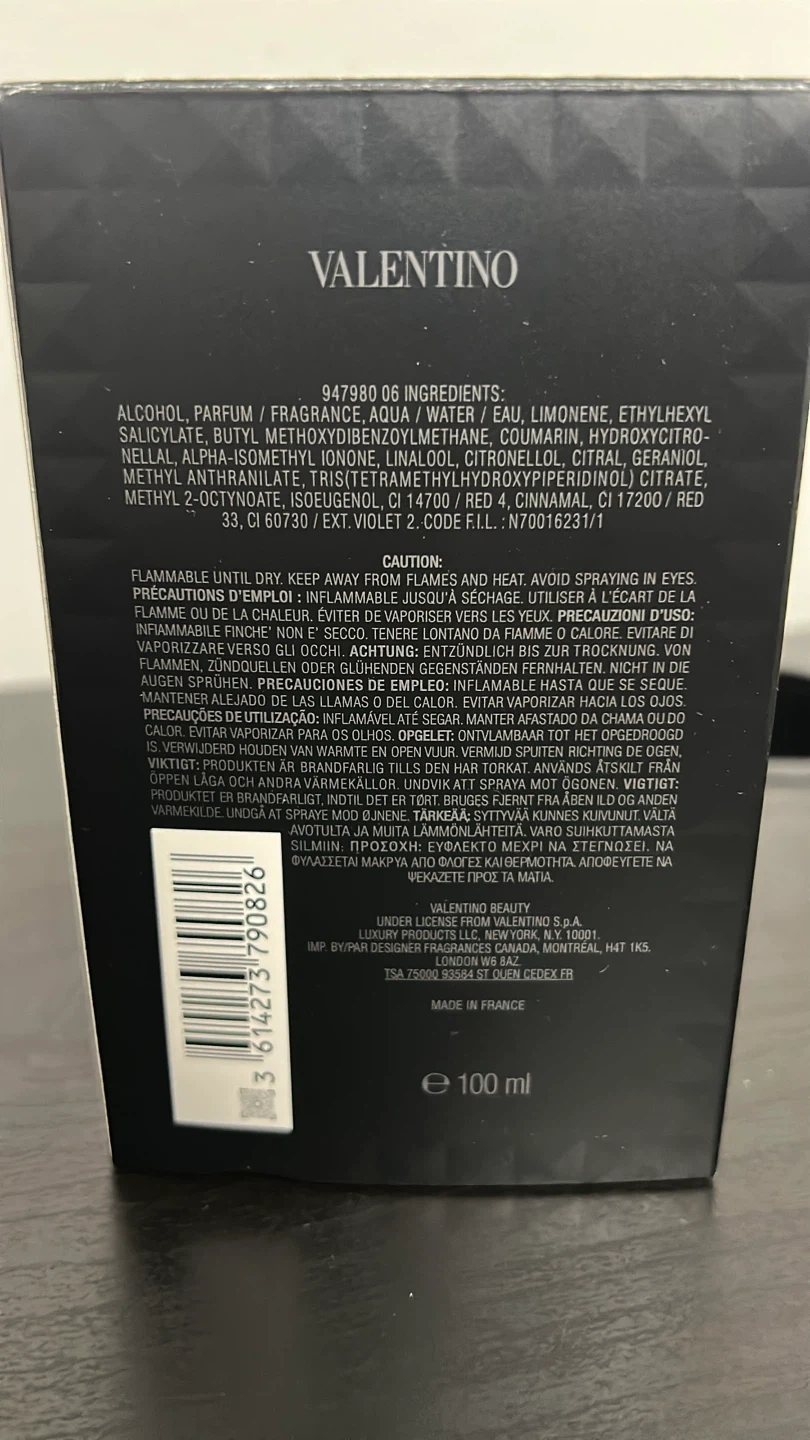 VALENTINO
947980 06 INGREDIENTS:
ALCOHOL, PARFUM / FRAGRANCE, AQUA / WATER / EAU, LIMONENE, ETHYLHEXYL
SALICYLATE, BUTYL METHOXYDIBENZOYLMETHANE, COUMARIN, HYDROXYCITRO-
NELLAL, ALPHA-ISOMETHYL IONONE, LINALOOL, CITRONELLOL, CITRAL, GERANIOL,
METHYL ANTHRANILATE, TRIS(TETRAMETHYLHYDROXYPIPERIDINOL) CITRATE,
METHYL 2-OCTYNOATE, ISOEUGENOL, CI 14700 / RED 4, CINNAMAL, CI 17200 / RED
33, CI 60730 / EXT. VIOLET 2. CODE F.I.L. : N70016231/1
CAUTION:
FLAMMABLE UNTIL DRY. KEEP AWAY FROM FLAMES AND HEAT. AVOID SPRAYING IN EYES.
PRÉCAUTIONS D'EMPLOI : INFLAMMABLE JUSQU'À SÉCHAGE. UTILISER À L'ÉCART DE LA
FLAMME OU DE LA CHALEUR. ÉVITER DE VAPORISER VERS LES YEUX. PRECAUZIONI D'USO:
INFIAMMABILE FINCHE' NON E' SECCO. TENERE LONTANO DA FIAMME O CALORE. EVITARE DI
VAPORIZZARE VERSO GLI OCCHI. ACHTUNG: ENTZÜNDLICH BIS ZUR TROCKNUNG. VON
FLAMMEN, ZÜNDQUELLEN ODER GLÜHENDEN GEGENSTÄNDEN FERNHALTEN. NICHT IN DIE
AUGEN SPRÜHEN. PRECAUCIONES DE EMPLEO: INFLAMABLE HASTA QUE SE SEQUE.
MANTENER ALEJADO DE LAS LLAMAS O DEL CALOR. EVITAR VAPORIZAR HACIA LOS OJOS.
PRECAUÇÕES DE UTILIZAÇÃO: INFLAMÁVEL ATÉ SEGAR. MANTER AFASTADO DA CHAMA OU DO
CALOR. EVITAR VAPORIZAR PARA OS OLHOS. OPGELET: ONTVLAMBAAR TOT HET OPGEDROOGD
IS. VERWIJDERD HOUDEN VAN WARMTE EN OPEN VUUR. VERMIJD SPUITEN RICHTING DE OGEN,
VIKTIGT: PRODUKTEN ÄR BRANDFARLIG TILLS DEN HAR TORKAT. ANVÄNDS ÅTSKILT FRÅN
ÖPPEN LÅGA OCH ANDRA VÄRMEKÄLLOR. UNDVIK ATT SPRAYA MOT ÖGONEN. VIGTIGT:
PRODUKTET ER BRANDFARLIGT, INDTIL DET ER TØRT. BRUGES FJERNT FRA ÅBEN ILD OG ANDEN
VARMEKILDE. UNDGÅ AT SPRAYE MOD ØJNENE. TÄRKEÄÄ: SYTTYVÄÄ KUNNES KUIVUNUT. VÄLTÄ
AVOTULTA JA MUITA LÄMMÖNLÄHTEITÄ. VARO SUIHKUTTAMASTA
SILMIIN: ΠΡΟΣΟΧΗ: ΕΥΦΛΕΚΤΟ ΜΕΧΡΙ ΝΑ ΣΤΕΓΝΩΣΕΙ. ΝΑ
ΦΥΛΑΣΣΕΤΑΙ ΜΑΚΡΥΑ ΑΠΟ ΦΛΟΓΕΣ ΚΑΙ ΘΕΡΜΟΤΗΤΑ. ΑΠΟΦΕΥΓΕΤΕ ΝΑ
ΨΕΚΑΖΕΤΕ ΠΡΟΣ ΤΑ ΜΑΤΙΑ.
VALENTINO BEAUTY
UNDER LICENSE FROM VALENTINO S.p.A.
LUXURY PRODUCTS LLC, NEW YORK, N.Y. 10001.
IMP. BY/PAR DESIGNER FRAGRANCES CANADA, MONTRÉAL, H4T 1K5.
LONDON W6 8AZ.
TSA 75000 93584 ST OUEN CEDEX FR
MADE IN FRANCE
℮ 100 ml
3 614273 790826